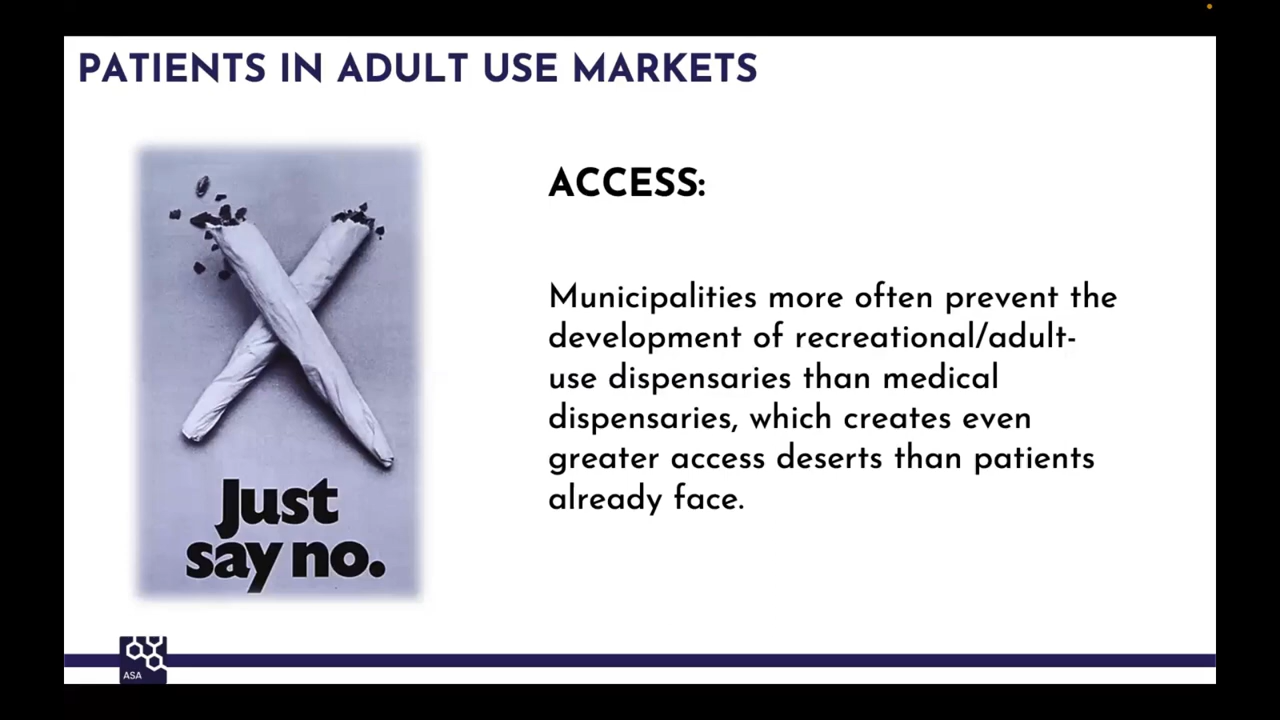 PATIENTS IN ADULT USE MARKETS
ACCESS:
Municipalities more often prevent the
development of recreational/adult-
use dispensaries than medical
dispensaries, which creates even
greater access deserts than patients
already face.
Just
say no.
ASA